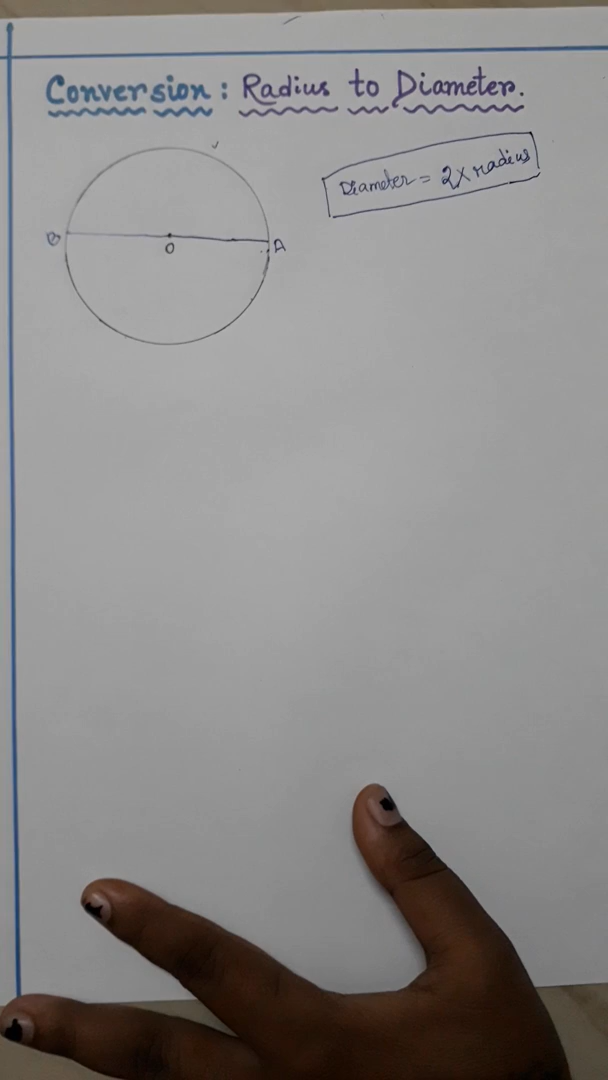 Conversion: Radius to Diameter.
Diameter = 2 × radius
B
O
A